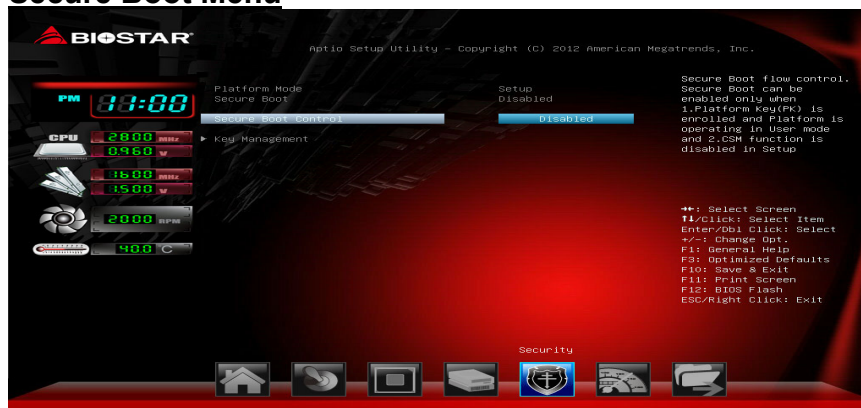 Secure Boot Menu
BIOSTAR
Aptio Setup Utility – Copyright (C) 2012 American Megatrends, Inc.
PM 11:00
CPU 2800 MHz
0.960 V
1600 MHz
1.500 V
2000 RPM
40.0 C
Platform Mode Setup
Secure Boot Disabled
Secure Boot Control Disabled
▶ Key Management
Secure Boot flow control.
Secure Boot can be
enabled only when
1.Platform Key(PK) is
enrolled and Platform is
operating in User mode
and 2.CSM function is
disabled in Setup
→←: Select Screen
↑↓/Click: Select Item
Enter/Dbl Click: Select
+/-: Change Opt.
F1: General Help
F3: Optimized Defaults
F10: Save & Exit
F11: Print Screen
F12: BIOS Flash
ESC/Right Click: Exit
Security